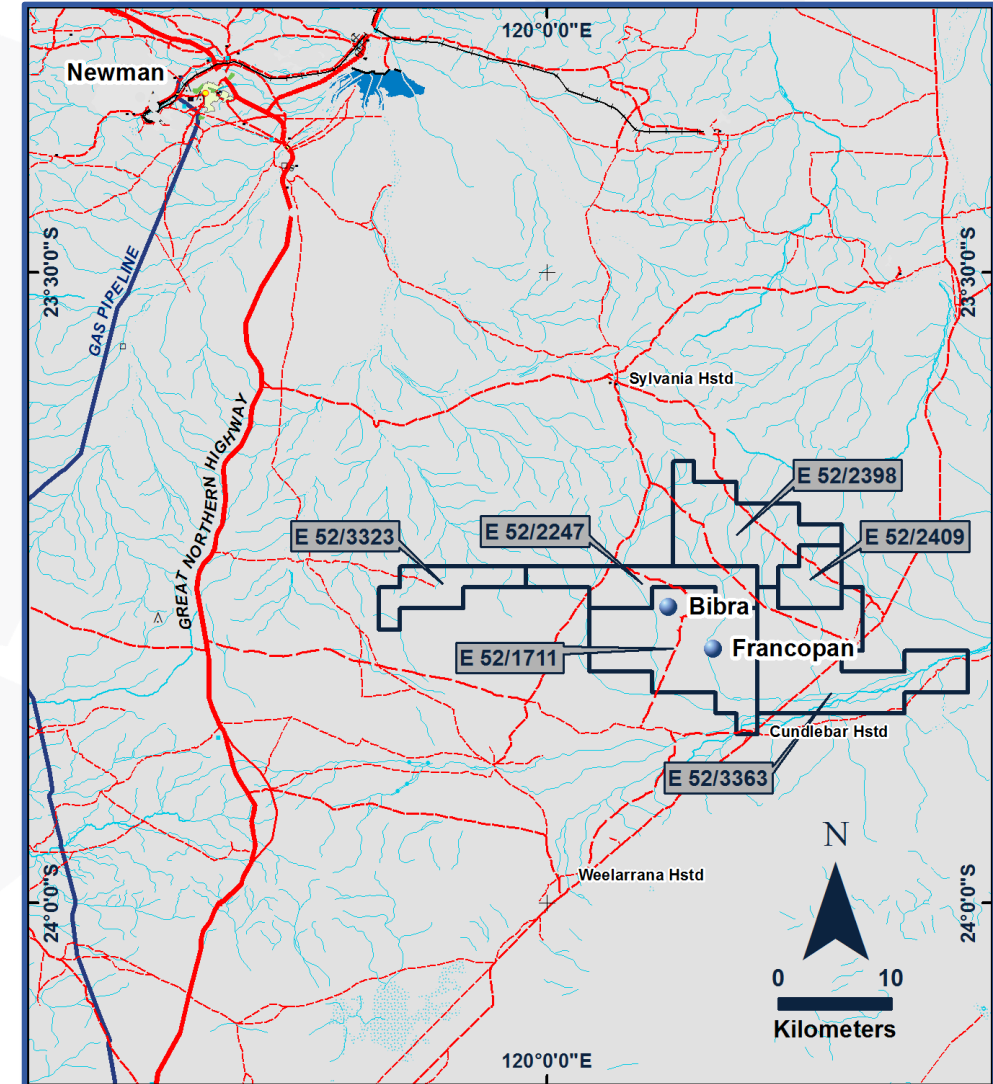 120°0'0"E
Newman
23°30'0"S
23°30'0"S
GAS PIPELINE
Sylvania Hstd
GREAT NORTHERN HIGHWAY
E 52/2398
E 52/3323
E 52/2247
E 52/2409
Bibra
Francopan
E 52/1711
Cundlebar Hstd
E 52/3363
N
Weelarrana Hstd
24°0'0"S
24°0'0"S
0 10
Kilometers
120°0'0"E